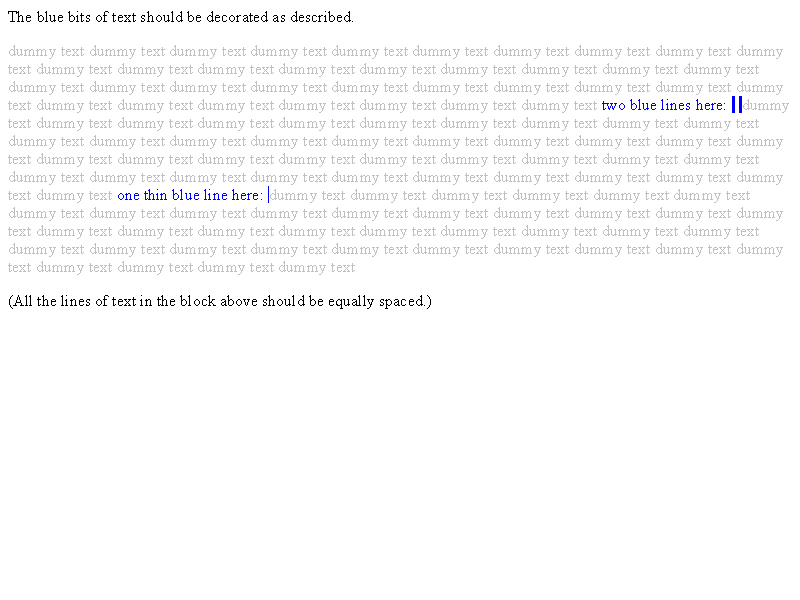 The blue bits of text should be decorated as described.
dummy text dummy text dummy text dummy text dummy text dummy text dummy text dummy text dummy text dummy
text dummy text dummy text dummy text dummy text dummy text dummy text dummy text dummy text dummy text
dummy text dummy text dummy text dummy text dummy text dummy text dummy text dummy text dummy text dummy
text dummy text dummy text dummy text dummy text dummy text dummy text dummy text two blue lines here: dummy
text dummy text dummy text dummy text dummy text dummy text dummy text dummy text dummy text dummy text
dummy text dummy text dummy text dummy text dummy text dummy text dummy text dummy text dummy text dummy
text dummy text dummy text dummy text dummy text dummy text dummy text dummy text dummy text dummy text
dummy text dummy text dummy text dummy text dummy text dummy text dummy text dummy text dummy text dummy
text dummy text one thin blue line here: dummy text dummy text dummy text dummy text dummy text dummy text
dummy text dummy text dummy text dummy text dummy text dummy text dummy text dummy text dummy text dummy
text dummy text dummy text dummy text dummy text dummy text dummy text dummy text dummy text dummy text
dummy text dummy text dummy text dummy text dummy text dummy text dummy text dummy text dummy text dummy
text dummy text dummy text dummy text dummy text
(All the lines of text in the block above should be equally spaced.)